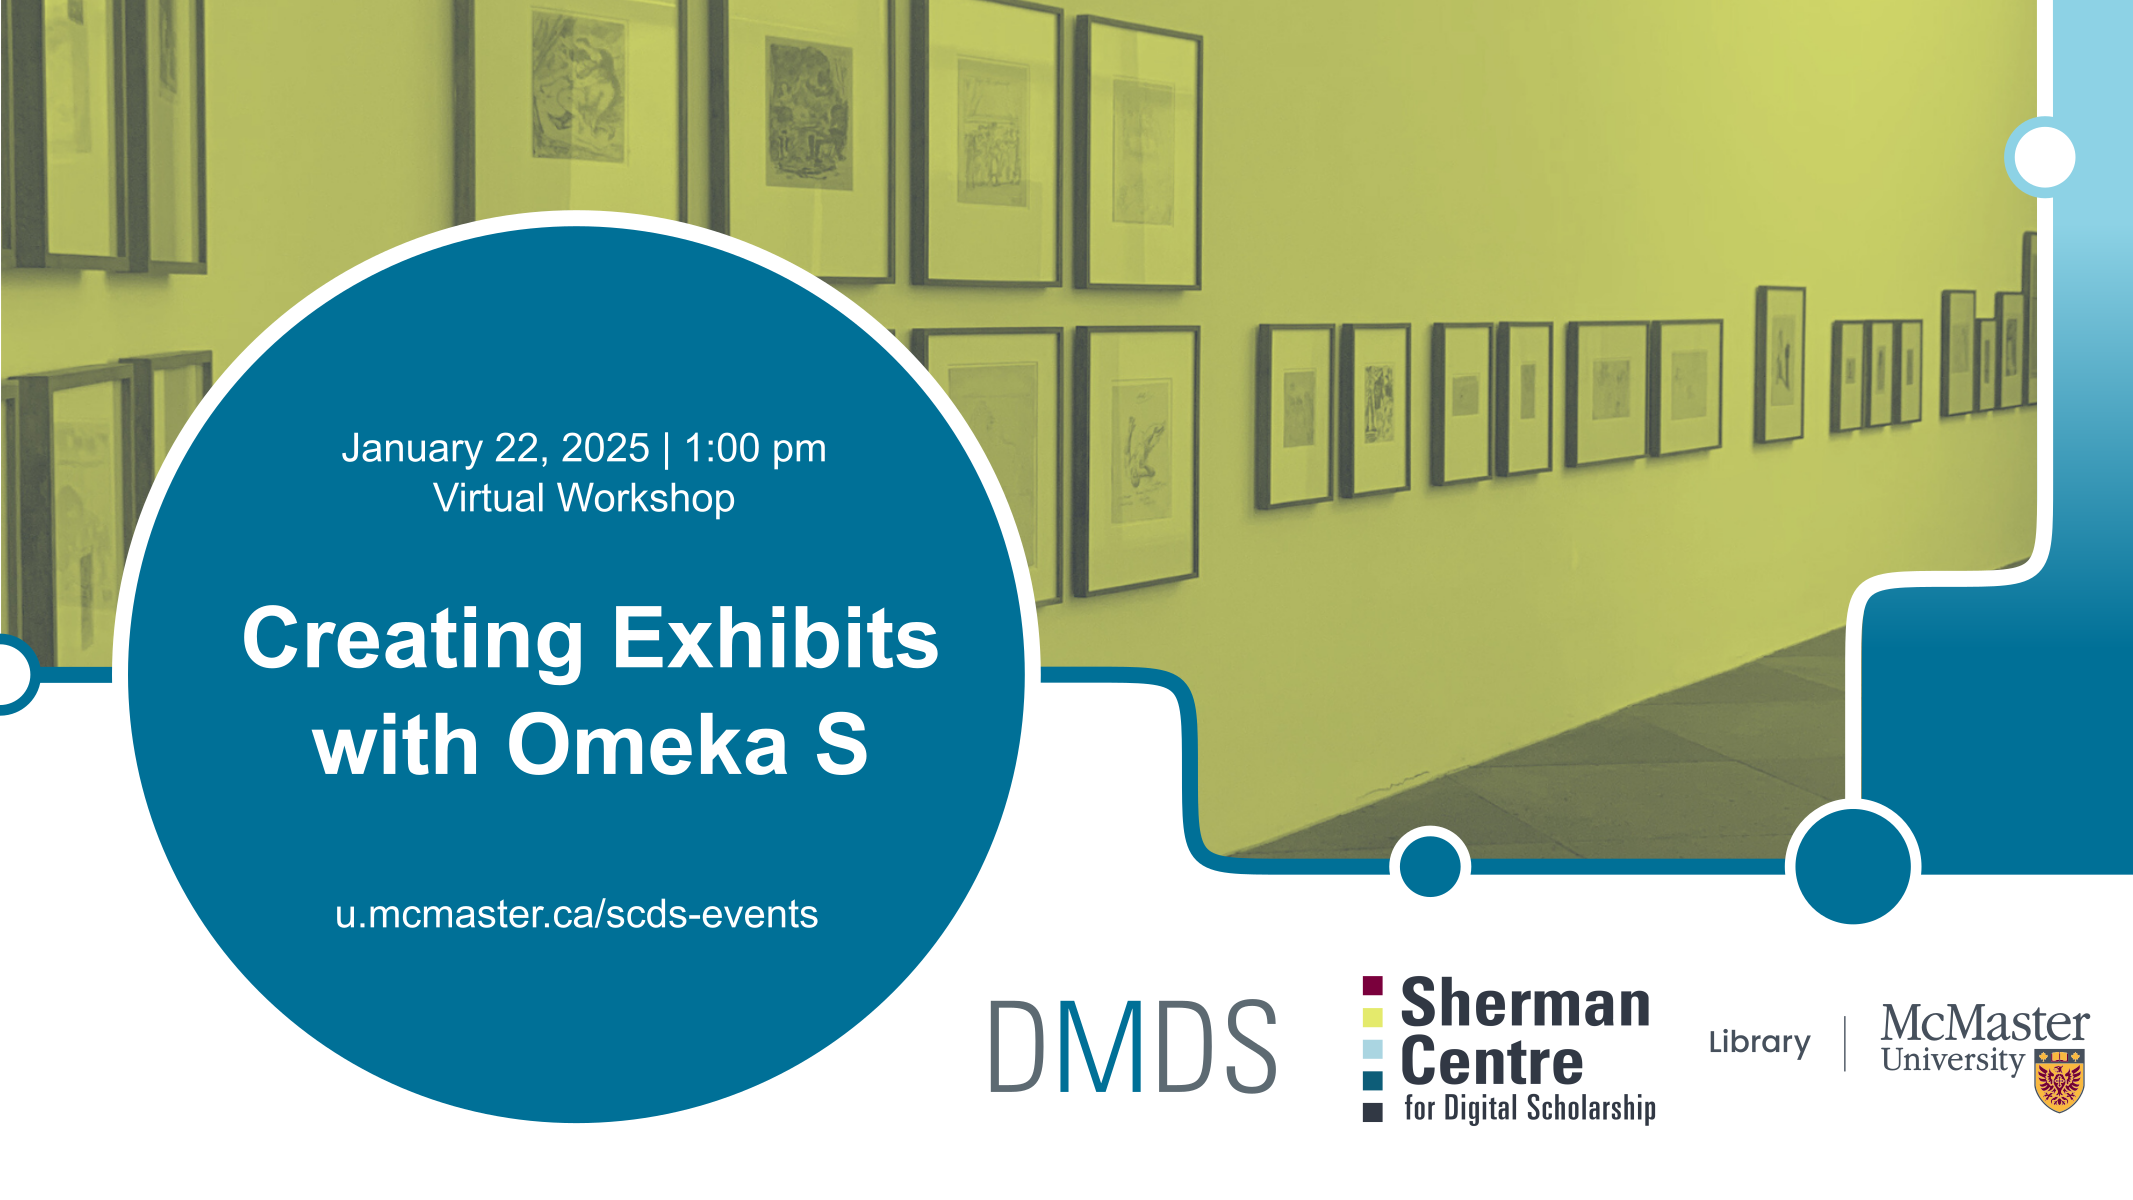 January 22, 2025 | 1:00 pm
Virtual Workshop
Creating Exhibits
with Omeka S
u.mcmaster.ca/scds-events
DMDS
Sherman
Centre
for Digital Scholarship
Library
McMaster
University